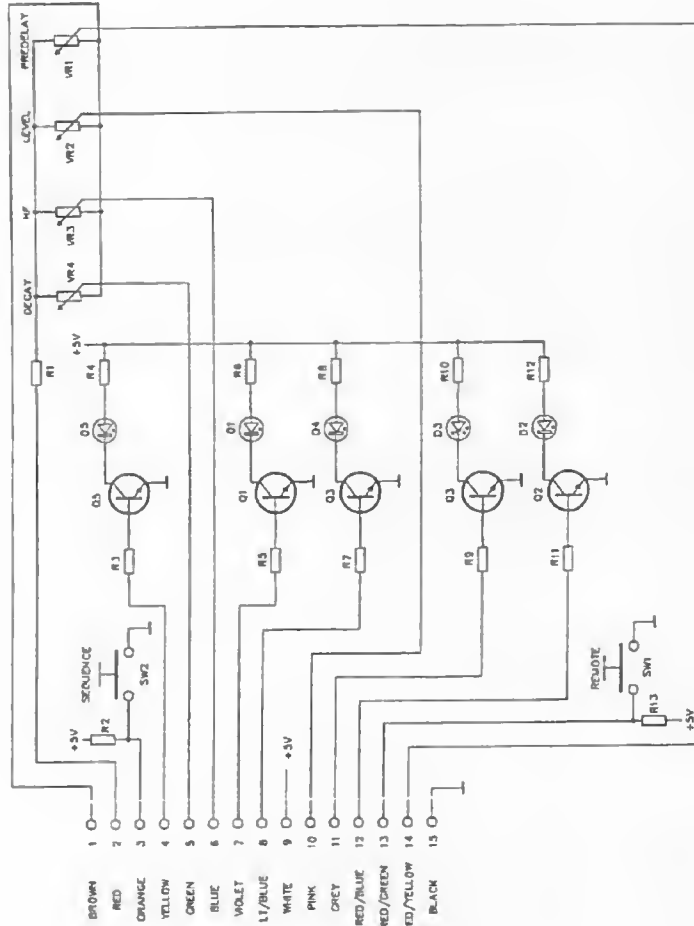 PREDELAY
VR1
LEVEL
VR2
HF
VR3
DECAY
VR4
R1
+5V
R4
D5
Q5
R3
R6
D1
Q1
R5
R8
D4
Q3
R7
R10
D3
Q3
R9
R12
D2
Q2
R11
SEQUENCE
SW2
R2
+5V
REMOTE
SW1
R13
+5V
+5V
BROWN 1
RED 2
ORANGE 3
YELLOW 4
GREEN 5
BLUE 6
VIOLET 7
LT/BLUE 8
WHITE 9
PINK 10
GREY 11
RED/BLUE 12
RED/GREEN 13
ED/YELLOW 14
BLACK 15